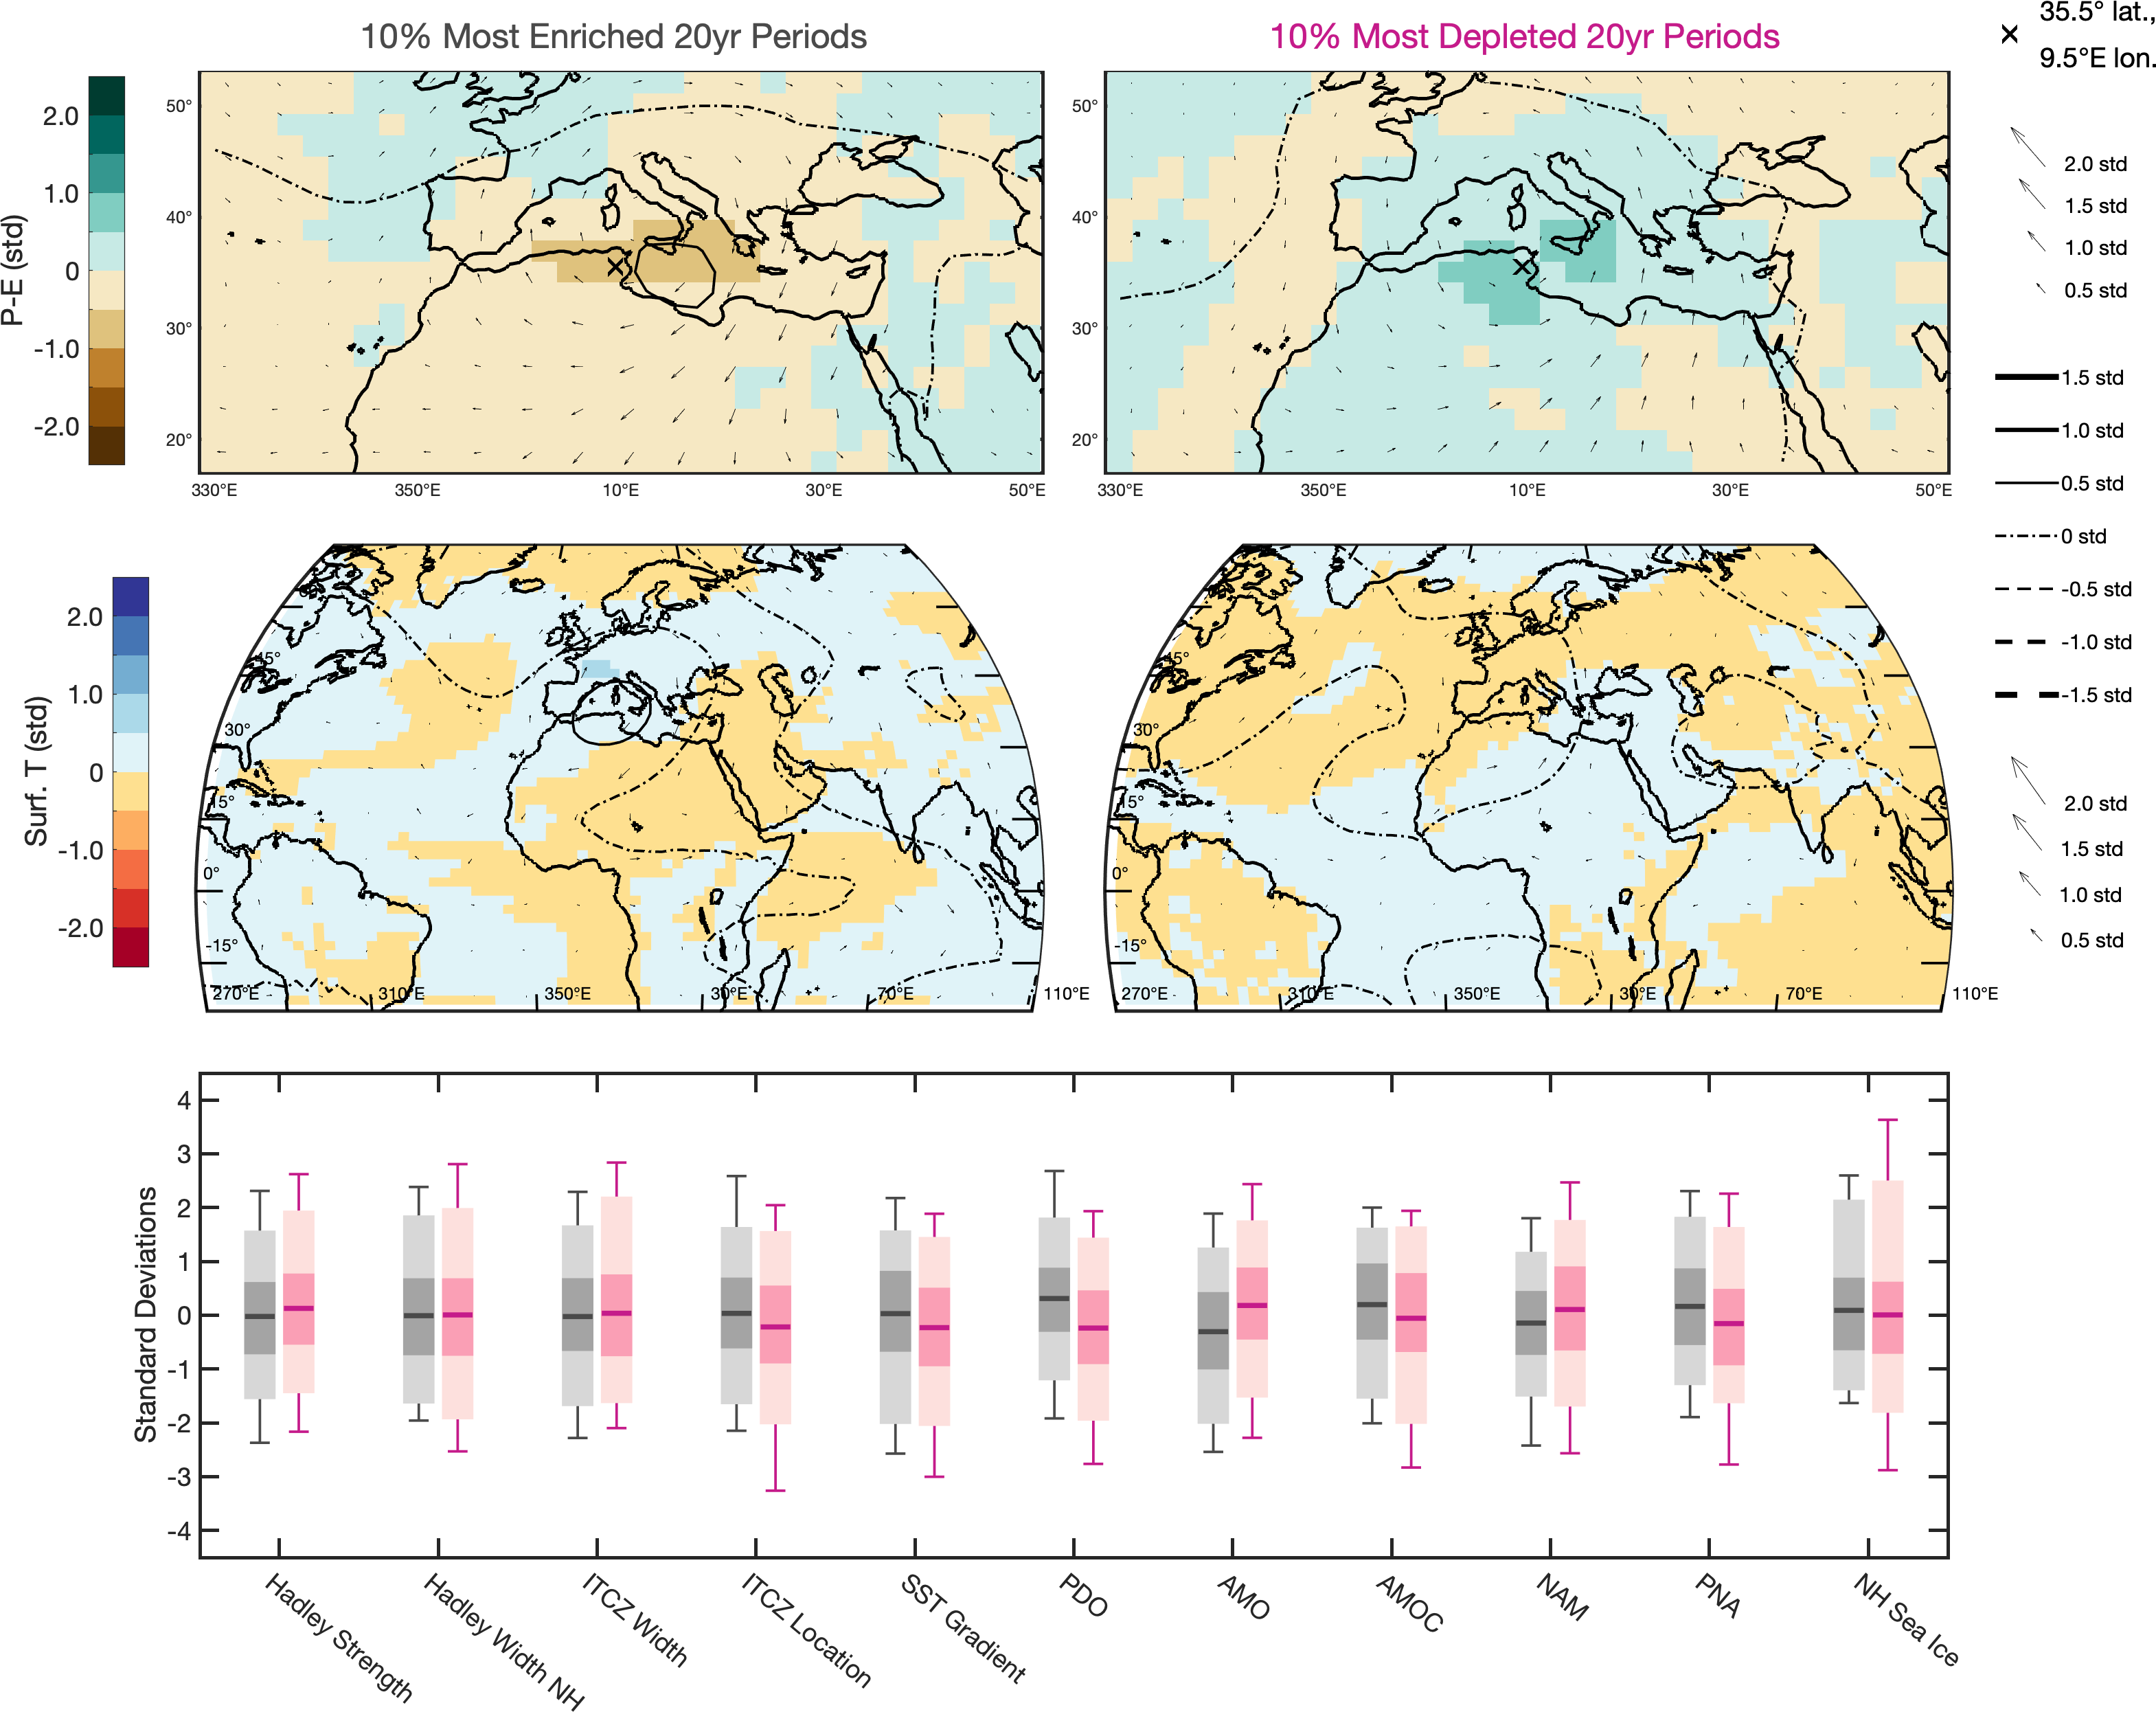 10% Most Enriched 20yr Periods
10% Most Depleted 20yr Periods
35.5° lat.,
9.5°E lon.
P-E (std)
2.0
1.0
0
-1.0
-2.0
50°
40°
30°
20°
330°E 350°E 10°E 30°E 50°E
50°
40°
30°
20°
330°E 350°E 10°E 30°E 50°E
2.0 std
1.5 std
1.0 std
0.5 std
1.5 std
1.0 std
0.5 std
0 std
-0.5 std
-1.0 std
-1.5 std
2.0 std
1.5 std
1.0 std
0.5 std
Surf. T (std)
2.0
1.0
0
-1.0
-2.0
45°
30°
15°
0°
-15°
270°E 310°E 350°E 30°E 70°E 110°E
45°
30°
15°
0°
-15°
270°E 310°E 350°E 30°E 70°E 110°E
Standard Deviations
4
3
2
1
0
-1
-2
-3
-4
Hadley Strength
Hadley Width NH
ITCZ Width
ITCZ Location
SST Gradient
PDO
AMO
AMOC
NAM
PNA
NH Sea Ice